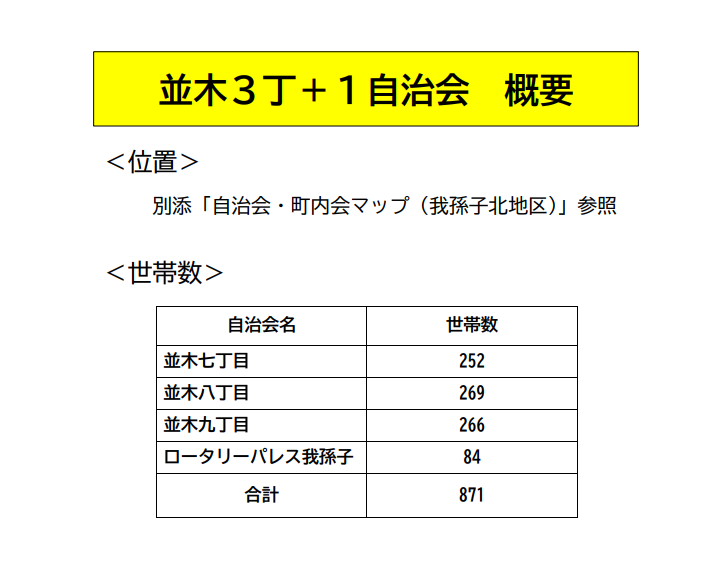 並木３丁＋１自治会　概要
＜位置＞
別添「自治会・町内会マップ（我孫子北地区）」参照
＜世帯数＞
自治会名 世帯数
並木七丁目 252
並木八丁目 269
並木九丁目 266
ロータリーパレス我孫子 84
合計 871